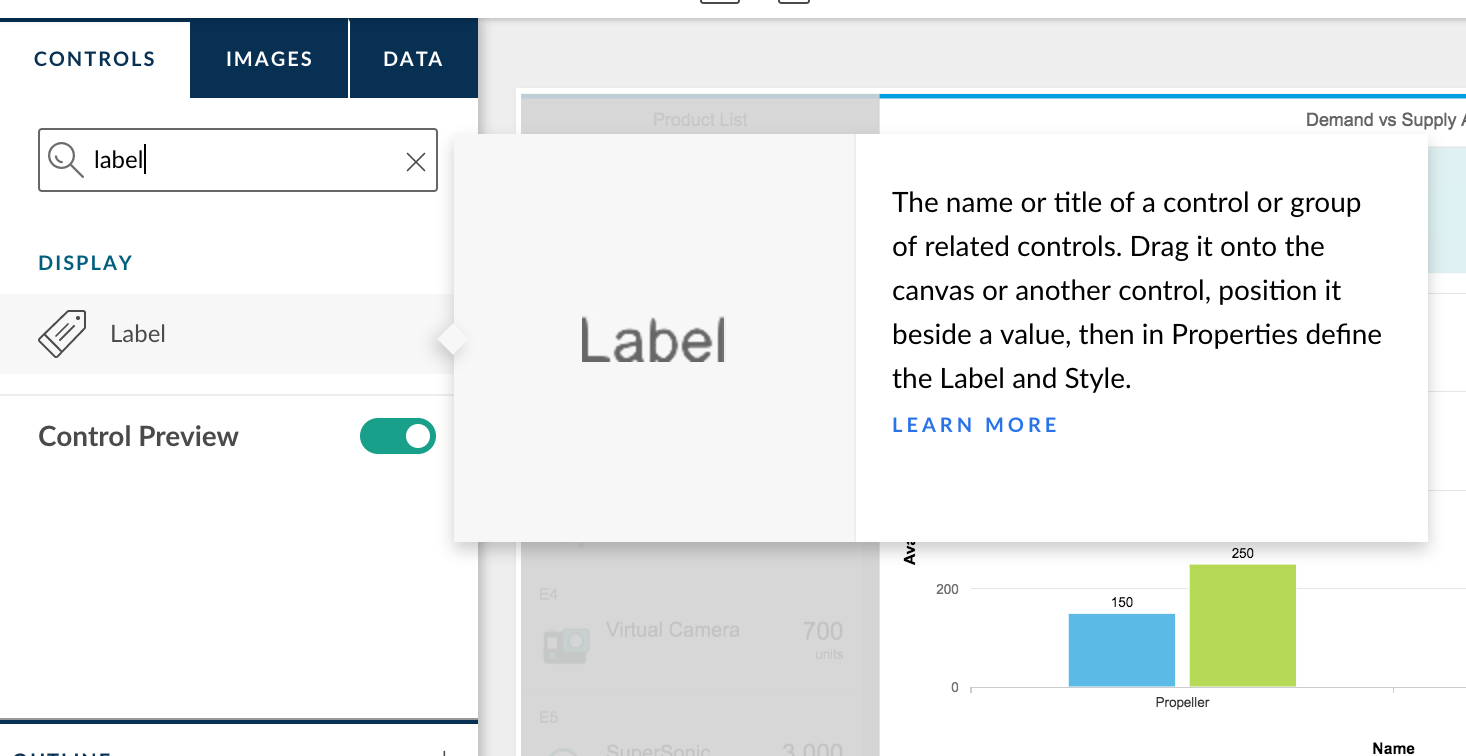 CONTROLS
IMAGES
DATA
label
DISPLAY
Label
Control Preview
Product List
Demand vs Supply
Label
The name or title of a control or group
of related controls. Drag it onto the
canvas or another control, position it
beside a value, then in Properties define
the Label and Style.
LEARN MORE
E4
Virtual Camera
700
units
E5
SuperSonic
3,000
250
200
150
0
Propeller
Name
OUTLINE